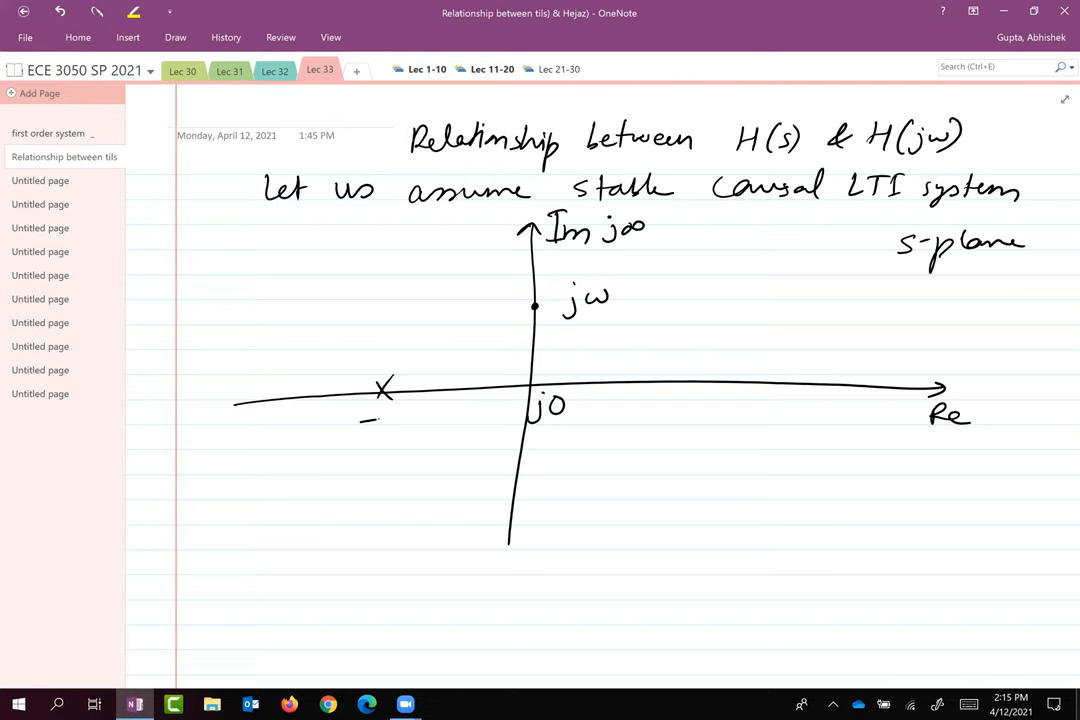 Relationship between tils) & Hejaz) - OneNote
File Home Insert Draw History Review View
Gupta, Abhishek
ECE 3050 SP 2021
Lec 30 Lec 31 Lec 32 Lec 33
Lec 1-10 Lec 11-20 Lec 21-30
Search (Ctrl+E)
Add Page
first order system _
Relationship between tils
Untitled page
Untitled page
Untitled page
Untitled page
Untitled page
Untitled page
Untitled page
Untitled page
Untitled page
Untitled page
Monday, April 12, 2021 1:45 PM
Relationship between H(s) & H(jω)
Let us assume stable causal LTI system
Im j∞
s-plane
jω
X
j0
Re
-
2:15 PM
4/12/2021